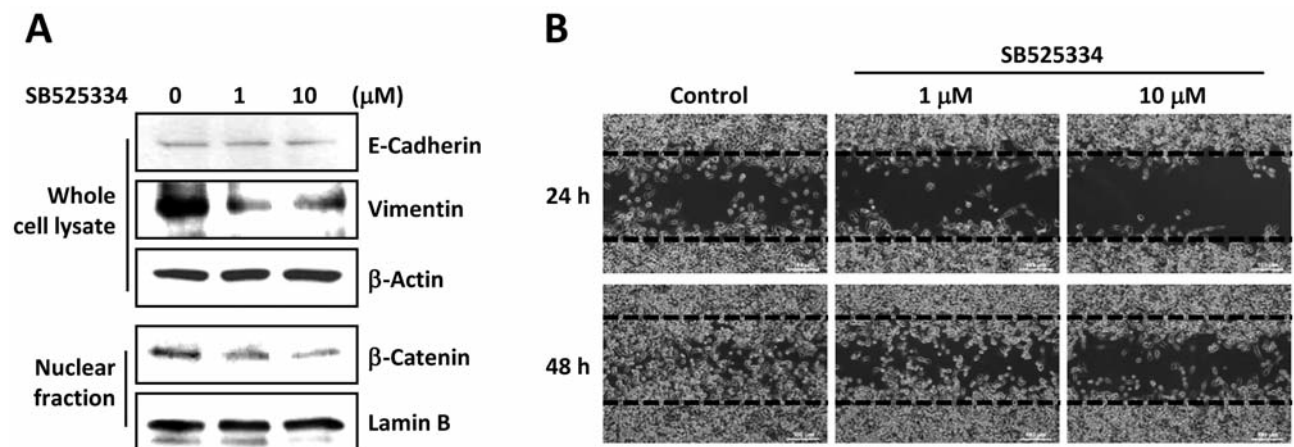 A
SB525334 0 1 10 (μM)
E-Cadherin
Whole
cell lysate
Vimentin
β-Actin
Nuclear
fraction
β-Catenin
Lamin B
B
SB525334
Control 1 μM 10 μM
24 h
48 h